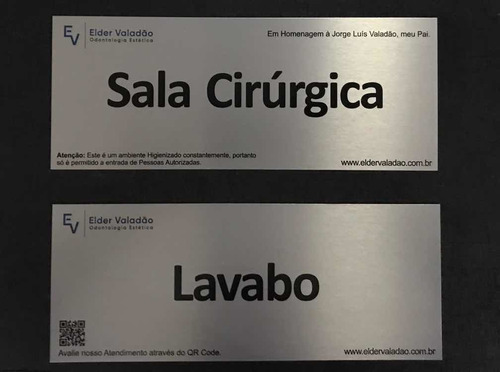 EV Elder Valadão
Odontologia Estética
Em Homenagem à Jorge Luís Valadão, meu Pai.
Sala Cirúrgica
Atenção: Este é um ambiente Higienizado constantemente, portanto
só é permitido a entrada de Pessoas Autorizadas.
www.eldervaladao.com.br
EV Elder Valadão
Odontologia Estética
Lavabo
Avalie nosso Atendimento através do QR Code.
www.eldervaladao.com.br